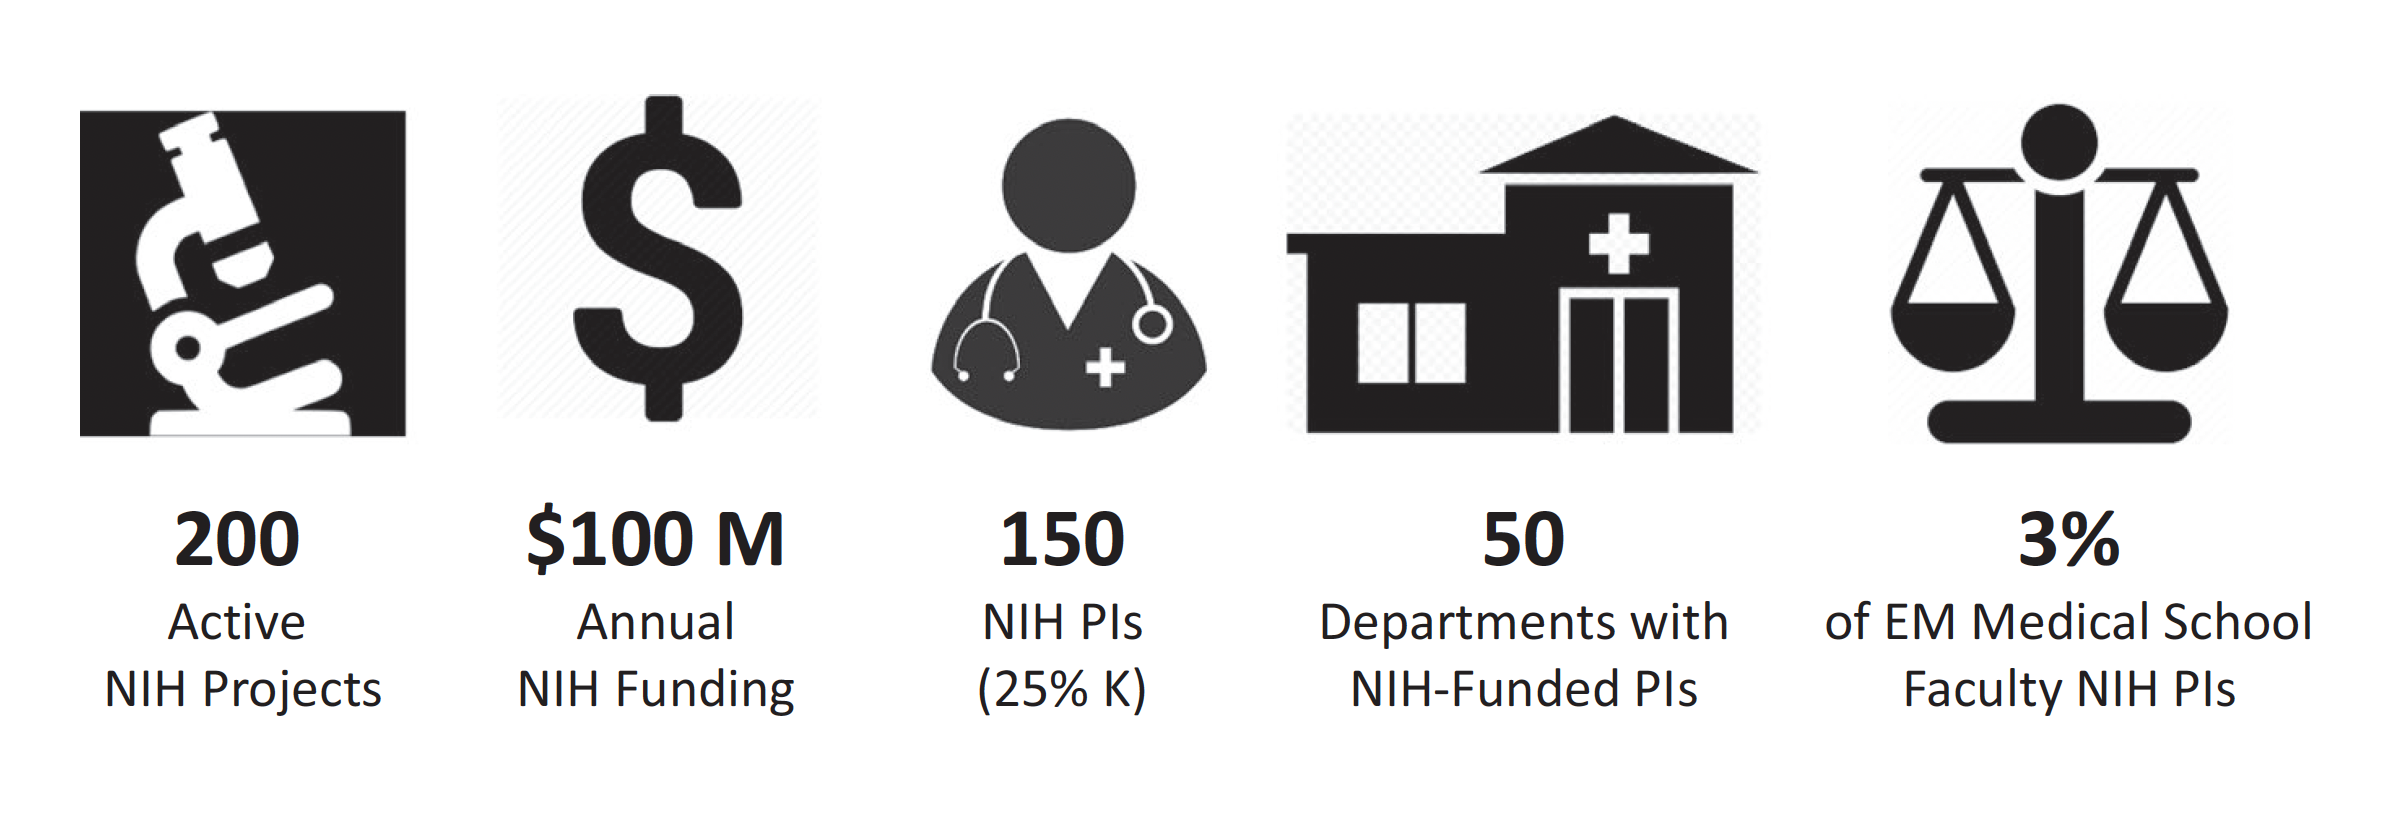 200
Active
NIH Projects
$100 M
Annual
NIH Funding
150
NIH PIs
(25% K)
50
Departments with
NIH-Funded PIs
3%
of EM Medical School
Faculty NIH PIs